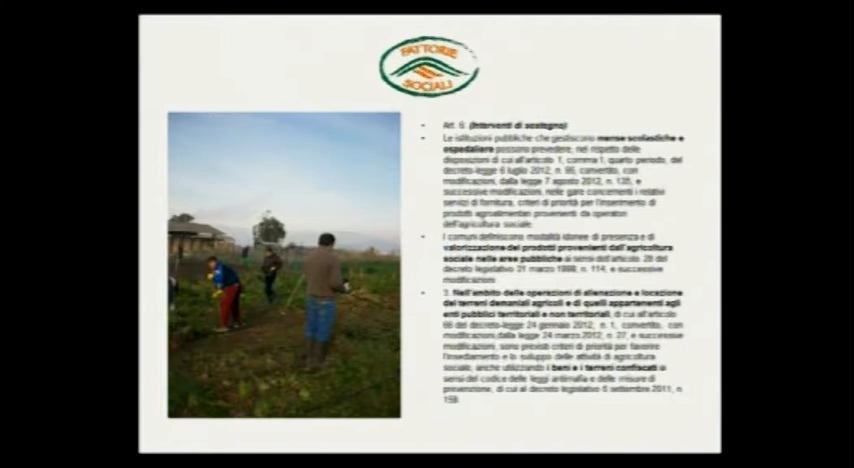 FATTORIE
SOCIALI
• Art. 6. (Interventi di sostegno)
• Le istituzioni pubbliche che gestiscono mense scolastiche e
ospedaliere possono prevedere, nel rispetto delle
disposizioni di cui all'articolo 1, comma 1, quarto periodo, del
decreto-legge 6 luglio 2012, n. 95, convertito, con
modificazioni, dalla legge 7 agosto 2012, n. 135, e
successive modificazioni, nelle gare concernenti i relativi
servizi di fornitura, criteri di priorità per l'inserimento di
prodotti agroalimentari provenienti da operatori
dell'agricoltura sociale.
• I comuni definiscono modalità idonee di presenza e di
valorizzazione dei prodotti provenienti dall'agricoltura
sociale nelle aree pubbliche ai sensi dell'articolo 28 del
decreto legislativo 31 marzo 1998, n. 114, e successive
modificazioni
• 3. Nell'ambito delle operazioni di alienazione e locazione
dei terreni demaniali agricoli e di quelli appartenenti agli
enti pubblici territoriali e non territoriali, di cui all'articolo
66 del decreto-legge 24 gennaio 2012, n. 1, convertito, con
modificazioni,dalla legge 24 marzo 2012, n. 27, e successive
modificazioni, sono previsti criteri di priorità per favorire
l'insediamento e lo sviluppo delle attività di agricoltura
sociale, anche utilizzando i beni e i terreni confiscati ai
sensi del codice delle leggi antimafia e delle misure di
prevenzione, di cui al decreto legislativo 6 settembre 2011, n.
159.